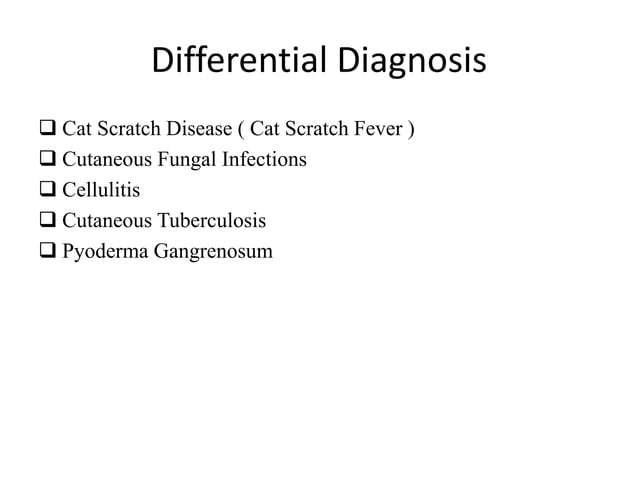 Differential Diagnosis
❑ Cat Scratch Disease ( Cat Scratch Fever )
❑ Cutaneous Fungal Infections
❑ Cellulitis
❑ Cutaneous Tuberculosis
❑ Pyoderma Gangrenosum